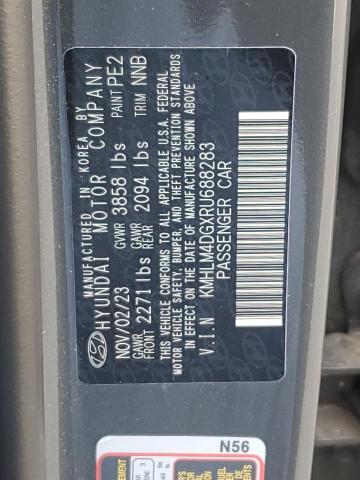 MANUFACTURED IN KOREA BY
HYUNDAI MOTOR COMPANY
NOV/02/23 GVWR 3858 lbs PAINT PE2
GAWR FRONT 2271 lbs GAWR REAR 2094 lbs TRIM NNB
THIS VEHICLE CONFORMS TO ALL APPLICABLE U.S.A. FEDERAL
MOTOR VEHICLE SAFETY, BUMPER, AND THEFT PREVENTION STANDARDS
IN EFFECT ON THE DATE OF MANUFACTURE SHOWN ABOVE.
V.I.N KMHLM4DGXRU688283
PASSENGER CAR
N56